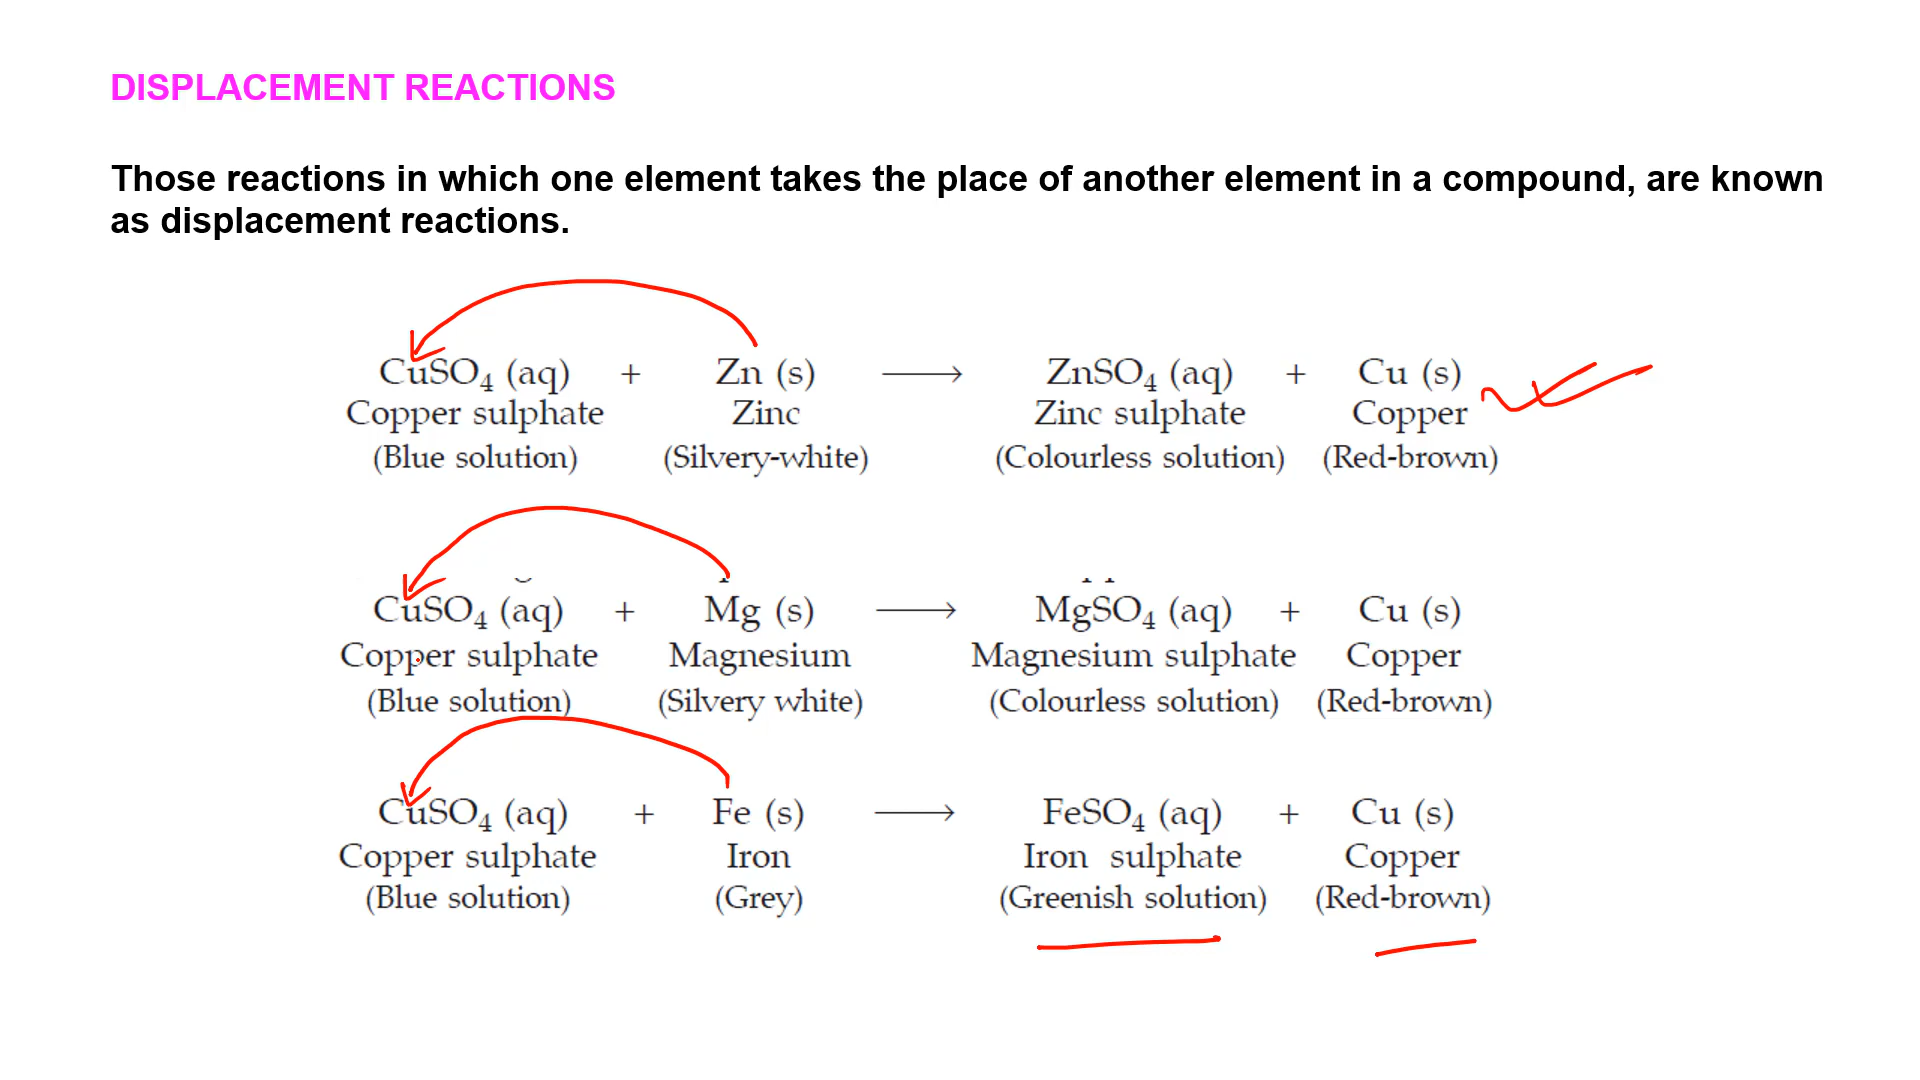 DISPLACEMENT REACTIONS
Those reactions in which one element takes the place of another element in a compound, are known
as displacement reactions.
CuSO₄ (aq) + Zn (s) ⟶ ZnSO₄ (aq) + Cu (s)
Copper sulphate Zinc Zinc sulphate Copper
(Blue solution) (Silvery-white) (Colourless solution) (Red-brown)
CuSO₄ (aq) + Mg (s) ⟶ MgSO₄ (aq) + Cu (s)
Copper sulphate Magnesium Magnesium sulphate Copper
(Blue solution) (Silvery white) (Colourless solution) (Red-brown)
CuSO₄ (aq) + Fe (s) ⟶ FeSO₄ (aq) + Cu (s)
Copper sulphate Iron Iron sulphate Copper
(Blue solution) (Grey) (Greenish solution) (Red-brown)